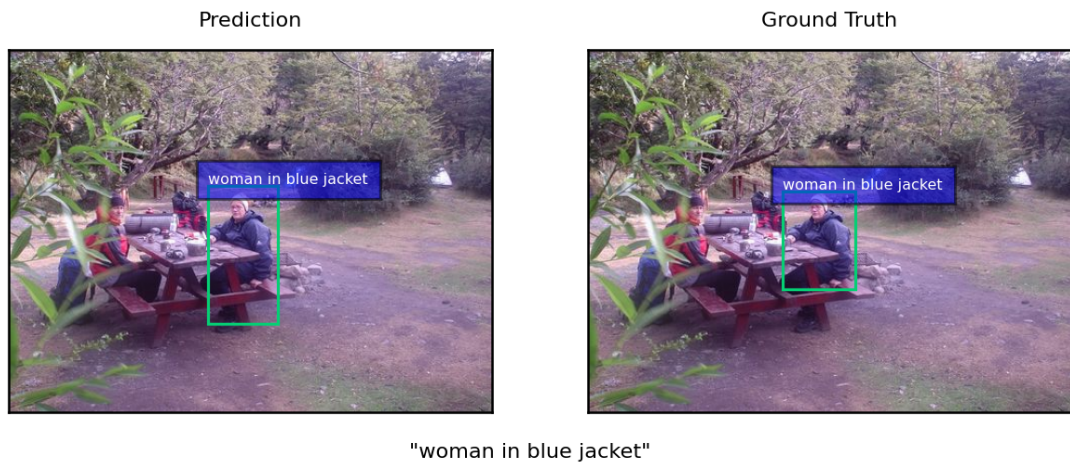 Prediction
Ground Truth
woman in blue jacket
woman in blue jacket
"woman in blue jacket"